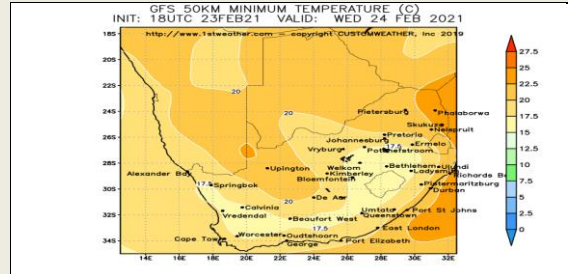 GFS 50KM MINIMUM TEMPERATURE (C)
INIT: 18UTC 23FEB21 VALID: WED 24 FEB 2021
http://www.1stweather.com – copyright CUSTOMWEATHER, Inc 2019
18S
20S
22S
24S
26S
28S
30S
32S
34S
14E 16E 18E 20E 22E 24E 26E 28E 30E 32E
20
20
20
17.5
17.5
17.5
Pietersburg
Phalaborwa
Skukuza
Nelspruit
Pretoria
Johannesburg
Ermelo
Vryburg
Potchefstroom
Welkom
Bethlehem
Ulundi
Ladysmith
Richards Ba
Alexander Bay
Upington
Kimberley
Bloemfontein
Springbok
Pietermaritzburg
Durban
De Aar
Calvinia
Umtata
Port St Johns
Vredendal
Beaufort West
Queenstown
East London
Worcester
Oudtshoorn
Cape Town
George
Port Elizabeth
27.5
25
22.5
20
17.5
15
12.5
10
7.5
5
2.5
0